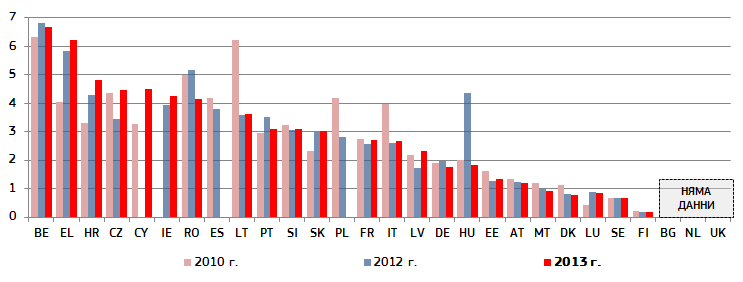 7
6
5
4
3
2
1
0
НЯМА
ДАННИ
BE EL HR CZ CY IE RO ES LT PT SI SK PL FR IT LV DE HU EE AT MT DK LU SE FI BG NL UK
2010 г. 2012 г. 2013 г.